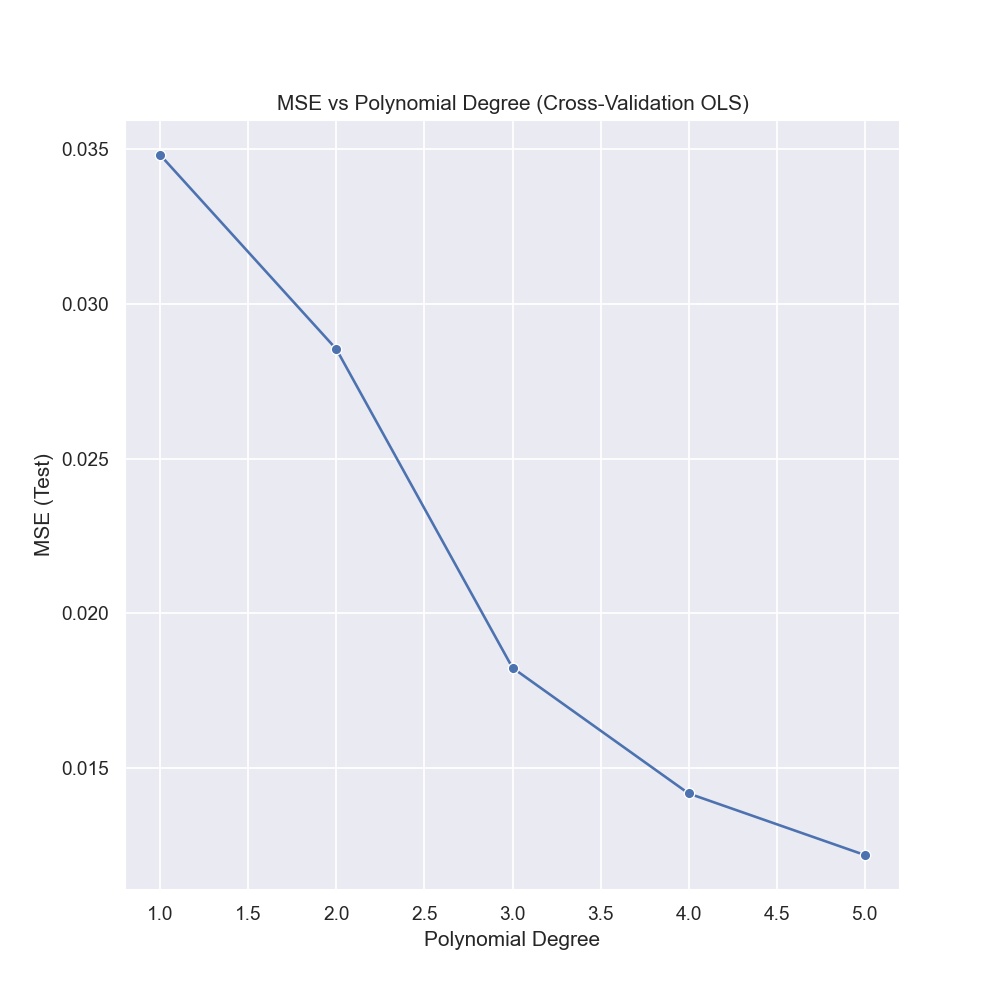 MSE vs Polynomial Degree (Cross-Validation OLS)
0.035
0.030
0.025
0.020
0.015
MSE (Test)
1.0 1.5 2.0 2.5 3.0 3.5 4.0 4.5 5.0
Polynomial Degree